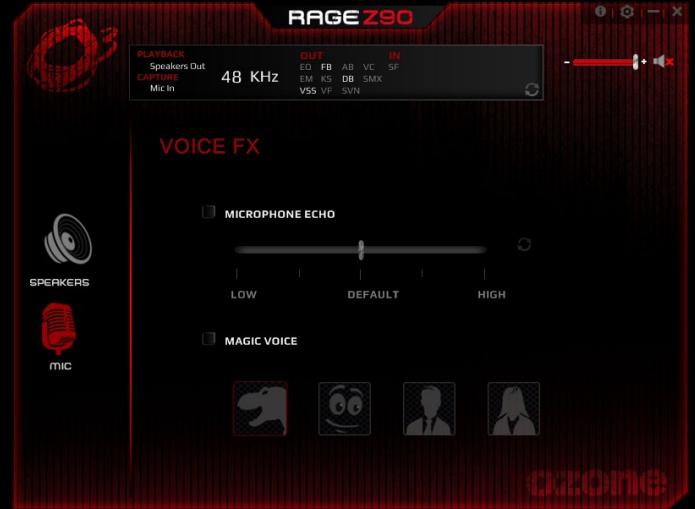 RAGE Z90
PLAYBACK
Speakers Out
CAPTURE
Mic In
48 KHz
OUT IN
EQ FB AB VC SF
EM KS DB SMX
VSS VF SVN
- +
VOICE FX
MICROPHONE ECHO
LOW DEFAULT HIGH
MAGIC VOICE
SPEAKERS
MIC
ozone